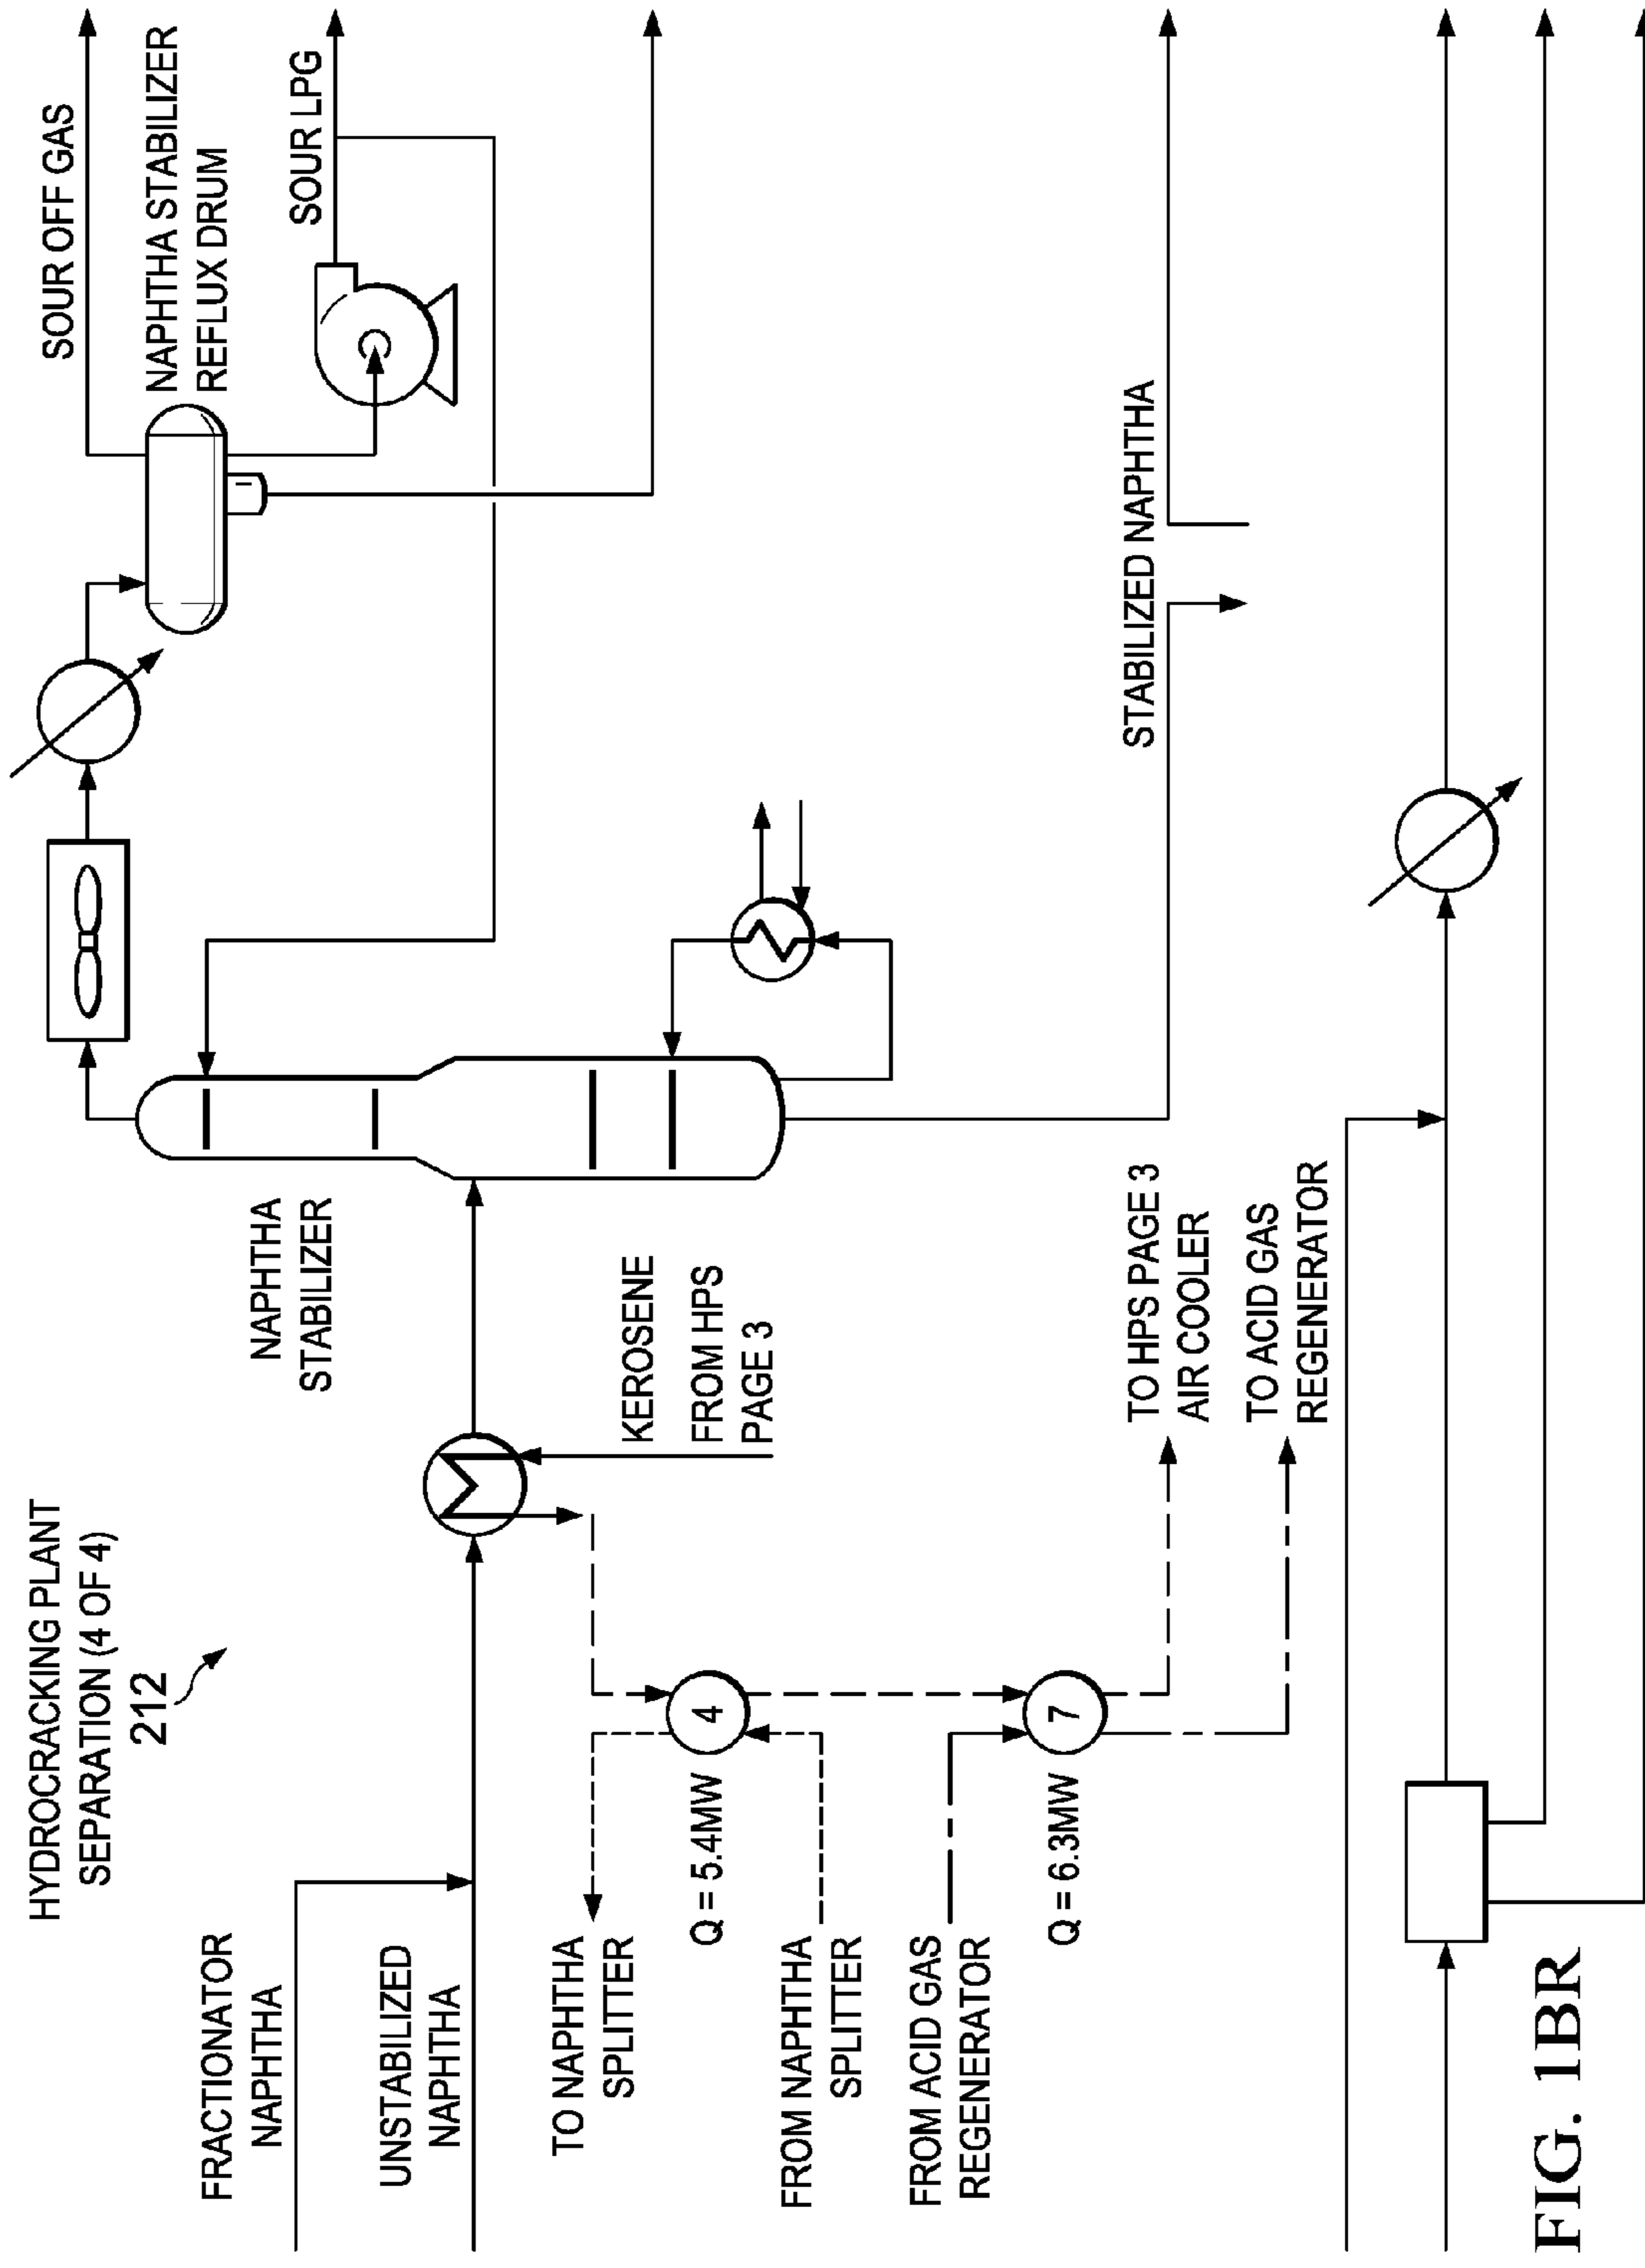 HYDROCRACKING PLANT
SEPARATION (4 OF 4)
212
FRACTIONATOR
NAPHTHA
UNSTABILIZED
NAPHTHA
TO NAPHTHA
SPLITTER
Q = 5.4MW
4
FROM NAPHTHA
SPLITTER
FROM ACID GAS
REGENERATOR
Q = 6.3MW
7
NAPHTHA
STABILIZER
KEROSENE
FROM HPS
PAGE 3
TO HPS PAGE 3
AIR COOLER
TO ACID GAS
REGENERATOR
SOUR OFF GAS
NAPHTHA STABILIZER
REFLUX DRUM
SOUR LPG
STABILIZED NAPHTHA
FIG. 1BR